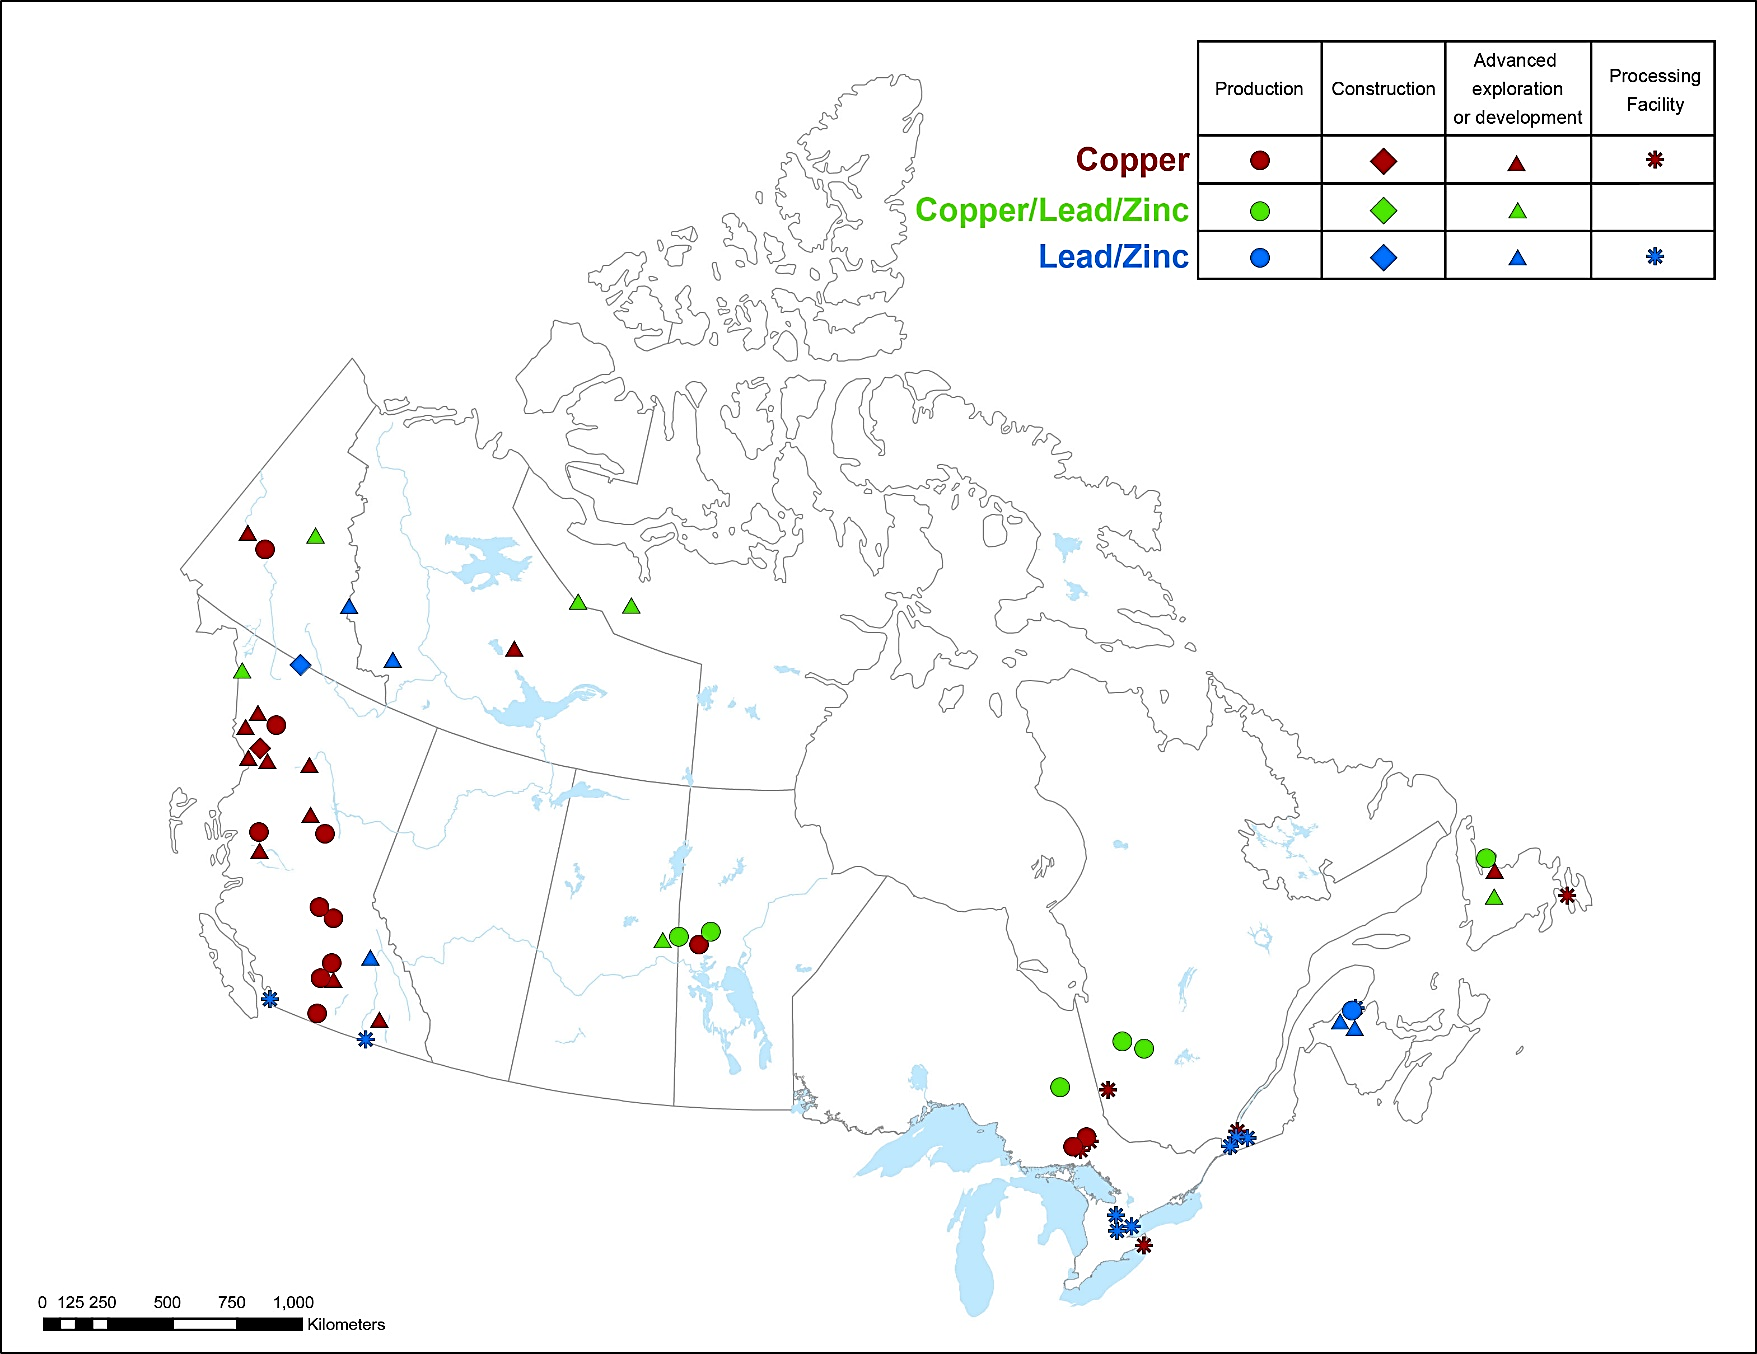 Production
Construction
Advanced
exploration
or development
Processing
Facility
Copper
Copper/Lead/Zinc
Lead/Zinc
0 125 250 500 750 1,000
Kilometers